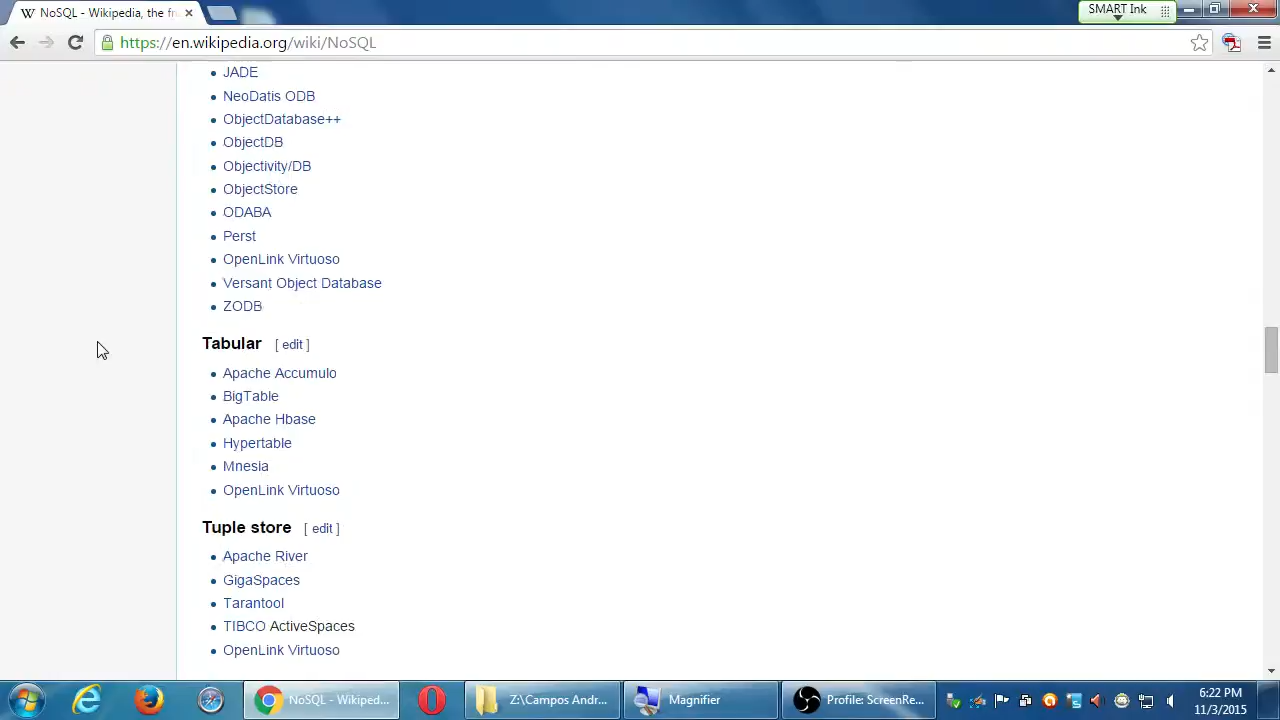 NoSQL - Wikipedia, the fr
SMART Ink
https://en.wikipedia.org/wiki/NoSQL
JADE
NeoDatis ODB
ObjectDatabase++
ObjectDB
Objectivity/DB
ObjectStore
ODABA
Perst
OpenLink Virtuoso
Versant Object Database
ZODB
Tabular [ edit ]
Apache Accumulo
BigTable
Apache Hbase
Hypertable
Mnesia
OpenLink Virtuoso
Tuple store [ edit ]
Apache River
GigaSpaces
Tarantool
TIBCO ActiveSpaces
OpenLink Virtuoso
NoSQL - Wikiped...
Z:\Campos Andr...
Magnifier
Profile: ScreenRe...
6:22 PM
11/3/2015